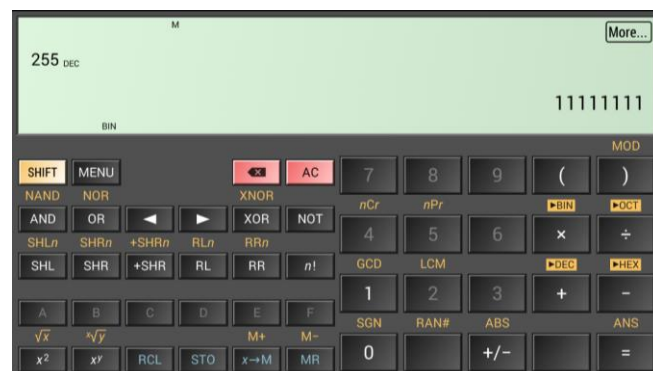 M
More...
255 DEC
11111111
BIN
MOD
SHIFT MENU AC 7 8 9 ( )
NAND NOR XNOR nCr nPr ►BIN ►OCT
AND OR ◄ ► XOR NOT 4 5 6 × ÷
SHLn SHRn +SHRn RLn RRn GCD LCM ►DEC ►HEX
SHL SHR +SHR RL RR n! 1 2 3 + −
A B C D E F
√x ˣ√y M+ M− SGN RAN# ABS ANS
x² xʸ RCL STO x→M MR 0 +/− =